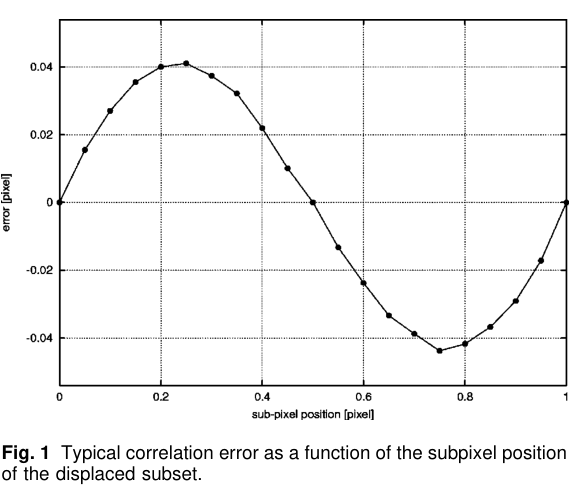 0.04
0.02
0
-0.02
-0.04
error [pixel]
0 0.2 0.4 0.6 0.8 1
sub-pixel position [pixel]
Fig. 1 Typical correlation error as a function of the subpixel position
of the displaced subset.